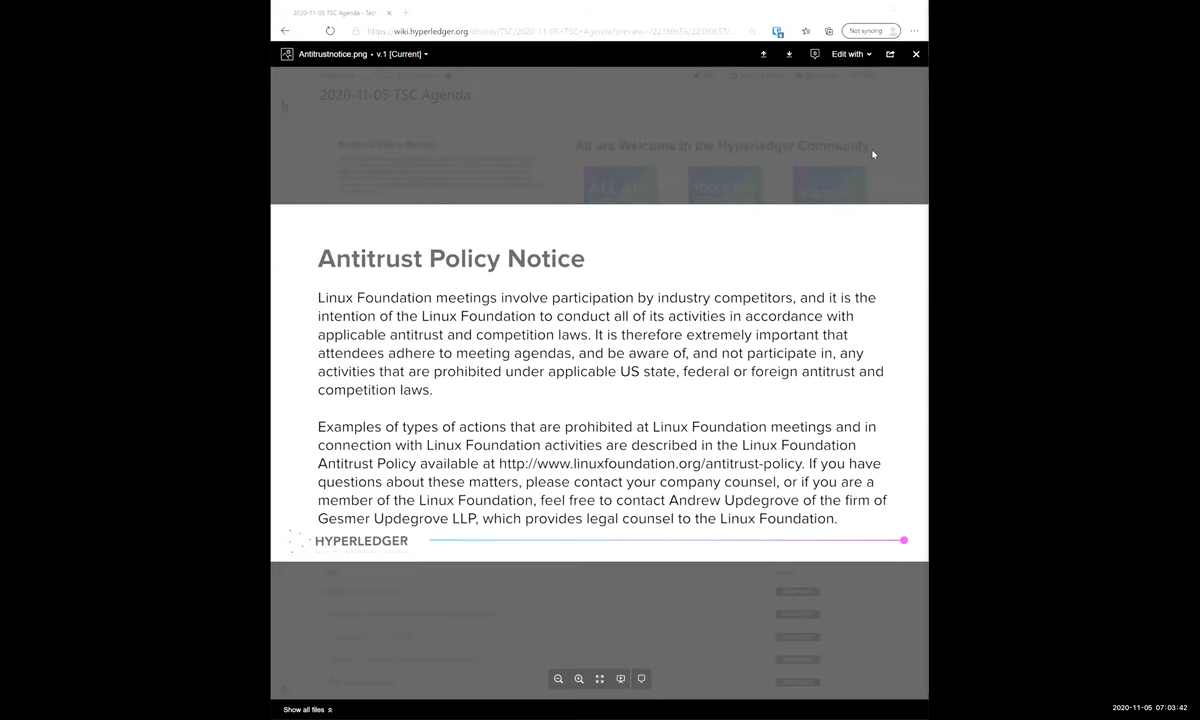 2020-11-05 TSC Agenda - Tec
https://wiki.hyperledger.org/display/TSC/2020-11-05+TSC+Agenda?preview=/22380656/22380657/...
Not syncing
Antitrustnotice.png • v.1 [Current]
Edit with
2020-11-05 TSC Agenda
All are Welcome in the Hyperledger Community
ALL ARE
Antitrust Policy Notice
Linux Foundation meetings involve participation by industry competitors, and it is the
intention of the Linux Foundation to conduct all of its activities in accordance with
applicable antitrust and competition laws. It is therefore extremely important that
attendees adhere to meeting agendas, and be aware of, and not participate in, any
activities that are prohibited under applicable US state, federal or foreign antitrust and
competition laws.
Examples of types of actions that are prohibited at Linux Foundation meetings and in
connection with Linux Foundation activities are described in the Linux Foundation
Antitrust Policy available at http://www.linuxfoundation.org/antitrust-policy. If you have
questions about these matters, please contact your company counsel, or if you are a
member of the Linux Foundation, feel free to contact Andrew Updegrove of the firm of
Gesmer Updegrove LLP, which provides legal counsel to the Linux Foundation.
HYPERLEDGER
Show all files
2020-11-05 07:03:42